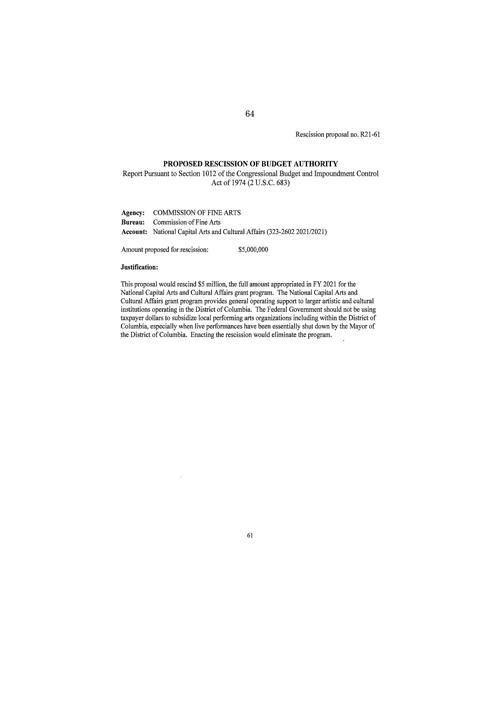 64
Rescission proposal no. R21-61
PROPOSED RESCISSION OF BUDGET AUTHORITY
Report Pursuant to Section 1012 of the Congressional Budget and Impoundment Control
Act of 1974 (2 U.S.C. 683)
Agency: COMMISSION OF FINE ARTS
Bureau: Commission of Fine Arts
Account: National Capital Arts and Cultural Affairs (323-2602 2021/2021)
Amount proposed for rescission: $5,000,000
Justification:
This proposal would rescind $5 million, the full amount appropriated in FY 2021 for the
National Capital Arts and Cultural Affairs grant program. The National Capital Arts and
Cultural Affairs grant program provides general operating support to larger artistic and cultural
institutions operating in the District of Columbia. The Federal Government should not be using
taxpayer dollars to subsidize local performing arts organizations including within the District of
Columbia, especially when live performances have been essentially shut down by the Mayor of
the District of Columbia. Enacting the rescission would eliminate the program.
61